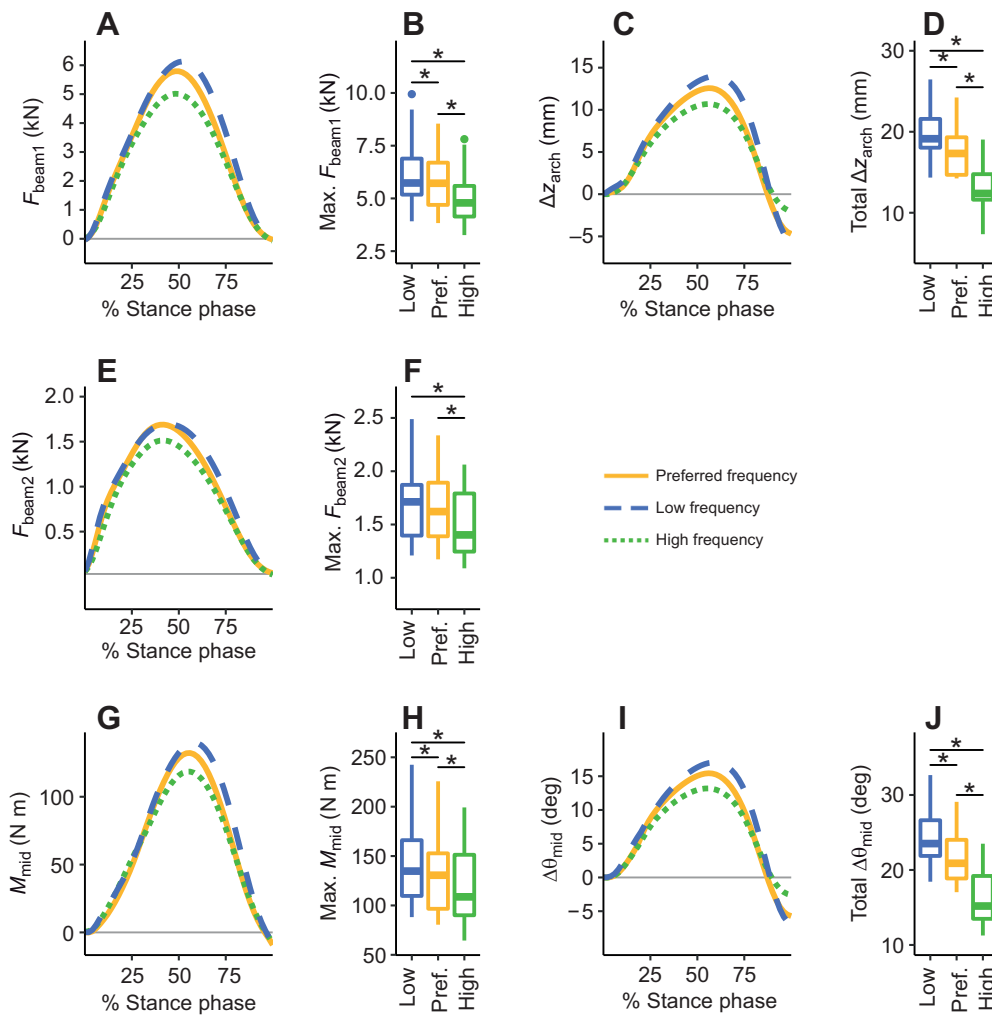 A
B
C
D
F_beam1 (kN)
6
5
4
3
2
1
0
25 50 75
% Stance phase
Max. F_beam1 (kN)
10.0
7.5
5.0
2.5
* * *
Low Pref. High
Δz_arch (mm)
15
10
5
0
−5
25 50 75
% Stance phase
Total Δz_arch (mm)
30
20
10
* * *
Low Pref. High
E
F
F_beam2 (kN)
2.0
1.5
1.0
0.5
25 50 75
% Stance phase
Max. F_beam2 (kN)
2.5
2.0
1.5
1.0
* *
Low Pref. High
Preferred frequency
Low frequency
High frequency
G
H
I
J
M_mid (N m)
100
50
0
25 50 75
% Stance phase
Max. M_mid (N m)
250
200
150
100
50
* * *
Low Pref. High
Δθ_mid (deg)
15
10
5
0
−5
25 50 75
% Stance phase
Total Δθ_mid (deg)
30
20
10
* * *
Low Pref. High